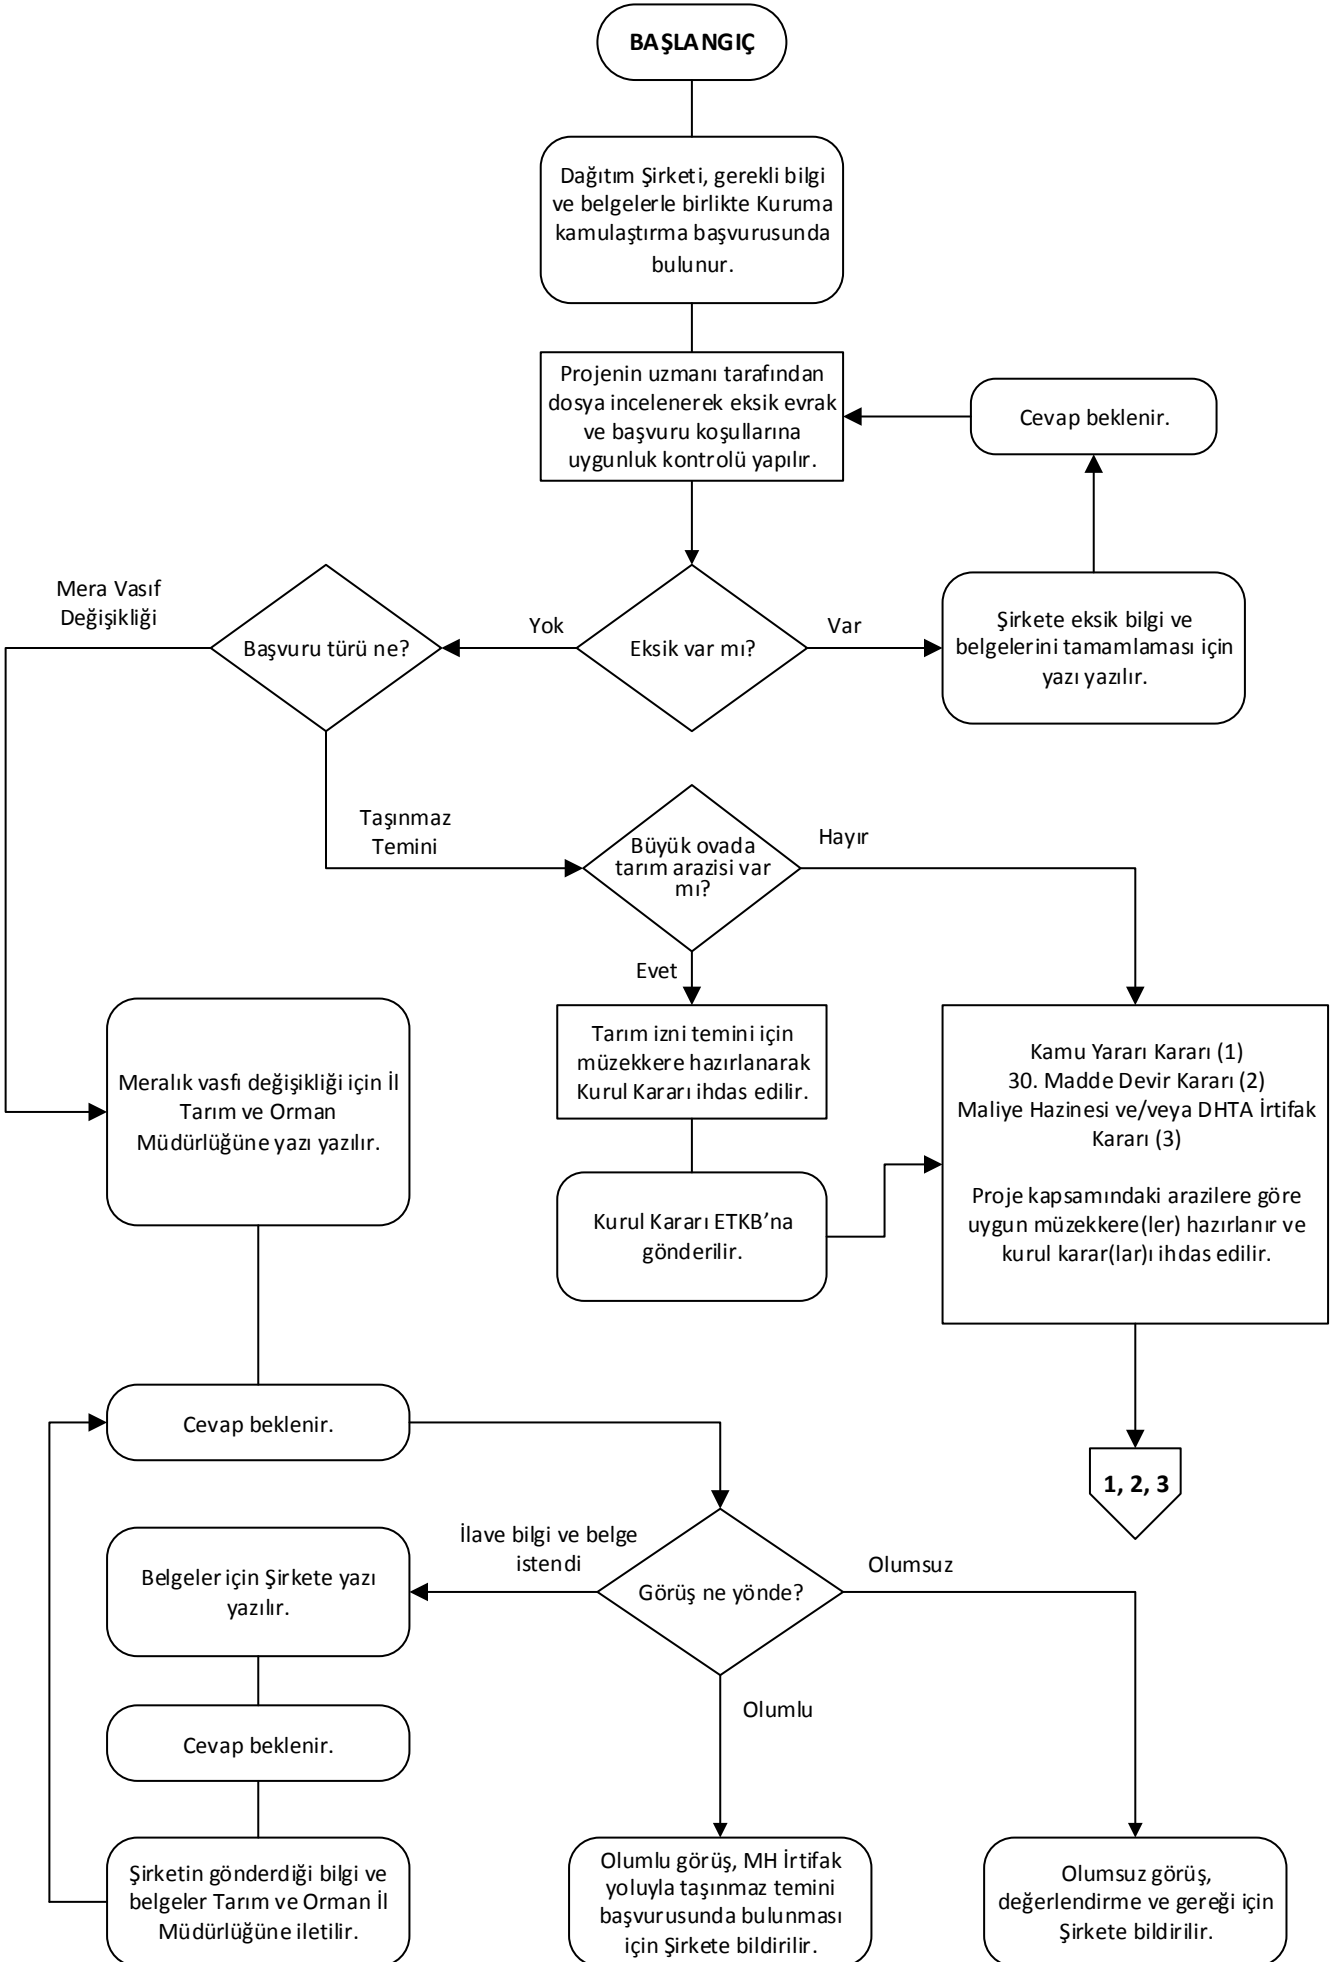 BAŞLANGIÇ
Dağıtım Şirketi, gerekli bilgi
ve belgelerle birlikte Kuruma
kamulaştırma başvurusunda
bulunur.
Projenin uzmanı tarafından
dosya incelenerek eksik evrak
ve başvuru koşullarına
uygunluk kontrolü yapılır.
Cevap beklenir.
Mera Vasıf
Değişikliği
Başvuru türü ne?
Yok
Eksik var mı?
Var
Şirkete eksik bilgi ve
belgelerini tamamlaması için
yazı yazılır.
Taşınmaz
Temini
Büyük ovada
tarım arazisi var
mı?
Hayır
Evet
Meralık vasfı değişikliği için İl
Tarım ve Orman
Müdürlüğüne yazı yazılır.
Tarım izni temini için
müzekkere hazırlanarak
Kurul Kararı ihdas edilir.
Kurul Kararı ETKB’na
gönderilir.
Kamu Yararı Kararı (1)
30. Madde Devir Kararı (2)
Maliye Hazinesi ve/veya DHTA İrtifak
Kararı (3)
Proje kapsamındaki arazilere göre
uygun müzekkere(ler) hazırlanır ve
kurul karar(lar)ı ihdas edilir.
Cevap beklenir.
1, 2, 3
İlave bilgi ve belge
istendi
Görüş ne yönde?
Olumsuz
Belgeler için Şirkete yazı
yazılır.
Olumlu
Cevap beklenir.
Şirketin gönderdiği bilgi ve
belgeler Tarım ve Orman İl
Müdürlüğüne iletilir.
Olumlu görüş, MH İrtifak
yoluyla taşınmaz temini
başvurusunda bulunması
için Şirkete bildirilir.
Olumsuz görüş,
değerlendirme ve gereği için
Şirkete bildirilir.